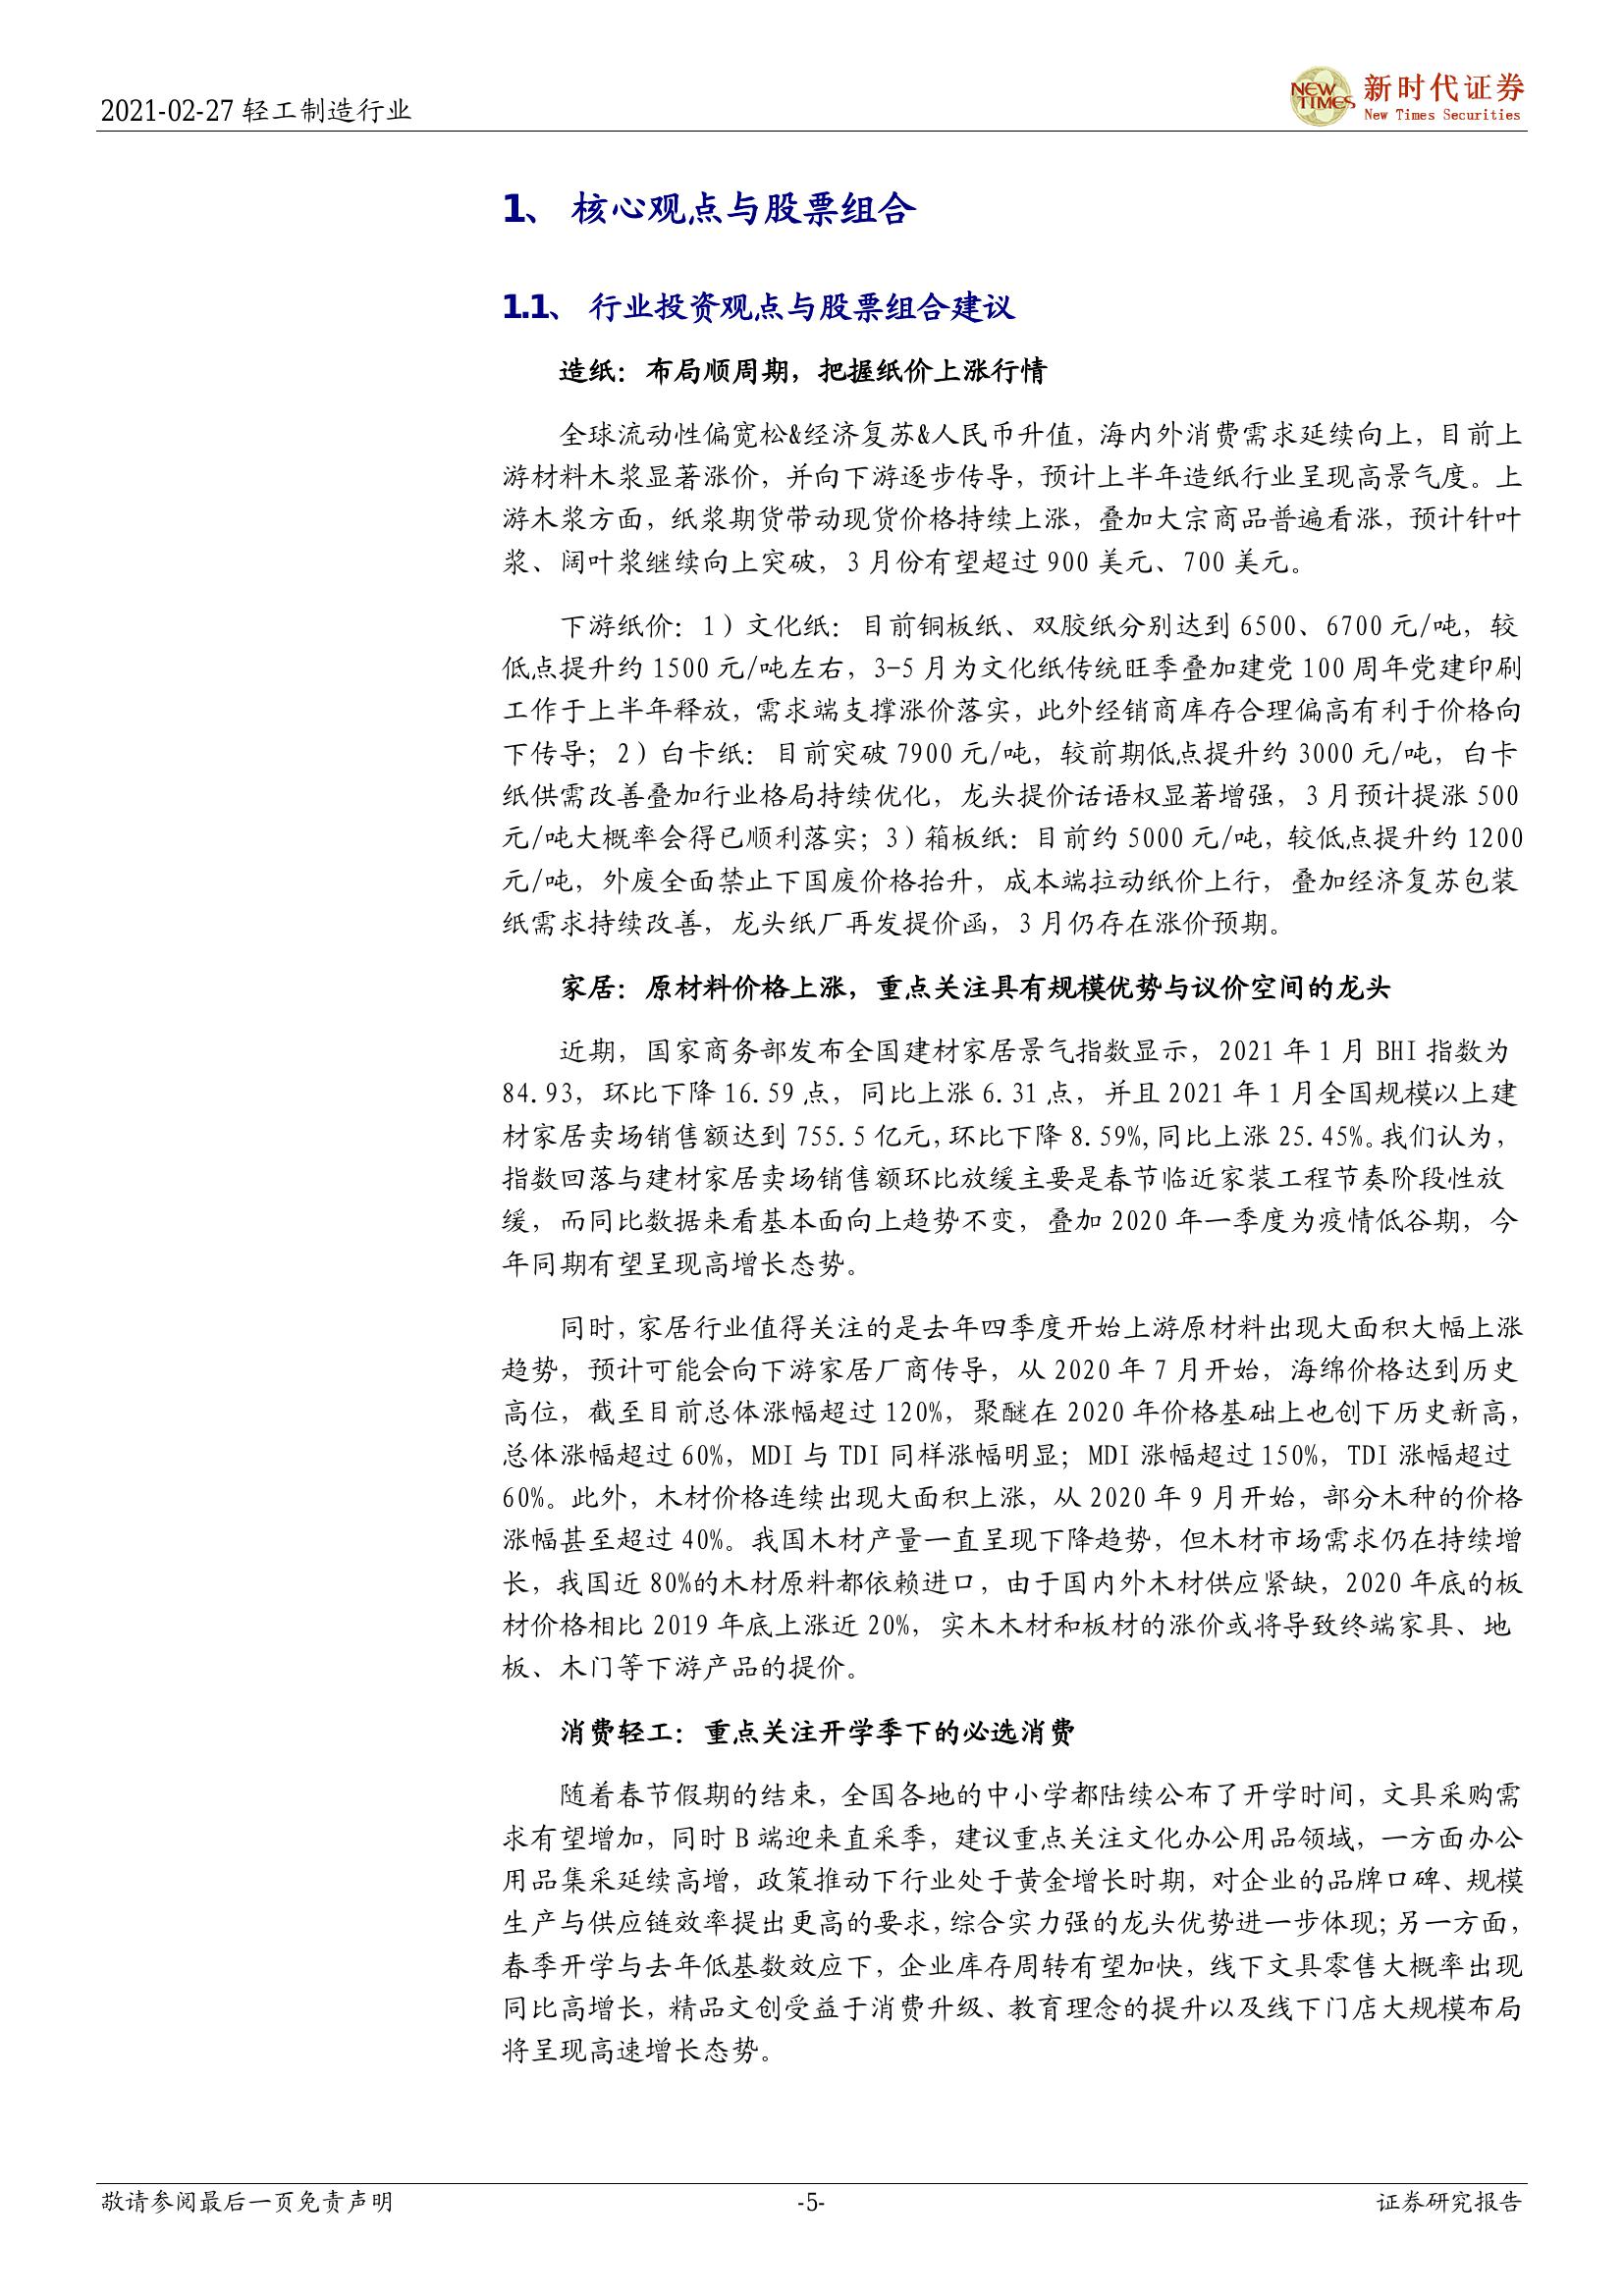 2021-02-27 轻工制造行业
NEW TIMES 新时代证券
New Times Securities
1、 核心观点与股票组合
1.1、 行业投资观点与股票组合建议
造纸：布局顺周期，把握纸价上涨行情
全球流动性偏宽松&经济复苏&人民币升值，海内外消费需求延续向上，目前上
游材料木浆显著涨价，并向下游逐步传导，预计上半年造纸行业呈现高景气度。上
游木浆方面，纸浆期货带动现货价格持续上涨，叠加大宗商品普遍看涨，预计针叶
浆、阔叶浆继续向上突破，3 月份有望超过 900 美元、700 美元。
下游纸价：1）文化纸：目前铜板纸、双胶纸分别达到 6500、6700 元/吨，较
低点提升约 1500 元/吨左右，3-5 月为文化纸传统旺季叠加建党 100 周年党建印刷
工作于上半年释放，需求端支撑涨价落实，此外经销商库存合理偏高有利于价格向
下传导；2）白卡纸：目前突破 7900 元/吨，较前期低点提升约 3000 元/吨，白卡
纸供需改善叠加行业格局持续优化，龙头提价话语权显著增强，3 月预计提涨 500
元/吨大概率会得已顺利落实；3）箱板纸：目前约 5000 元/吨，较低点提升约 1200
元/吨，外废全面禁止下国废价格抬升，成本端拉动纸价上行，叠加经济复苏包装
纸需求持续改善，龙头纸厂再发提价函，3 月仍存在涨价预期。
家居：原材料价格上涨，重点关注具有规模优势与议价空间的龙头
近期，国家商务部发布全国建材家居景气指数显示，2021 年 1 月 BHI 指数为
84.93，环比下降 16.59 点，同比上涨 6.31 点，并且 2021 年 1 月全国规模以上建
材家居卖场销售额达到 755.5 亿元,环比下降 8.59%,同比上涨 25.45%。我们认为，
指数回落与建材家居卖场销售额环比放缓主要是春节临近家装工程节奏阶段性放
缓，而同比数据来看基本面向上趋势不变，叠加 2020 年一季度为疫情低谷期，今
年同期有望呈现高增长态势。
同时，家居行业值得关注的是去年四季度开始上游原材料出现大面积大幅上涨
趋势，预计可能会向下游家居厂商传导，从 2020 年 7 月开始，海绵价格达到历史
高位，截至目前总体涨幅超过 120%，聚醚在 2020 年价格基础上也创下历史新高，
总体涨幅超过 60%，MDI 与 TDI 同样涨幅明显；MDI 涨幅超过 150%，TDI 涨幅超过
60%。此外，木材价格连续出现大面积上涨，从 2020 年 9 月开始，部分木种的价格
涨幅甚至超过 40%。我国木材产量一直呈现下降趋势，但木材市场需求仍在持续增
长，我国近 80%的木材原料都依赖进口，由于国内外木材供应紧缺，2020 年底的板
材价格相比 2019 年底上涨近 20%，实木木材和板材的涨价或将导致终端家具、地
板、木门等下游产品的提价。
消费轻工：重点关注开学季下的必选消费
随着春节假期的结束，全国各地的中小学都陆续公布了开学时间，文具采购需
求有望增加，同时 B 端迎来直采季，建议重点关注文化办公用品领域，一方面办公
用品集采延续高增，政策推动下行业处于黄金增长时期，对企业的品牌口碑、规模
生产与供应链效率提出更高的要求，综合实力强的龙头优势进一步体现；另一方面，
春季开学与去年低基数效应下，企业库存周转有望加快，线下文具零售大概率出现
同比高增长，精品文创受益于消费升级、教育理念的提升以及线下门店大规模布局
将呈现高速增长态势。
敬请参阅最后一页免责声明 -5- 证券研究报告